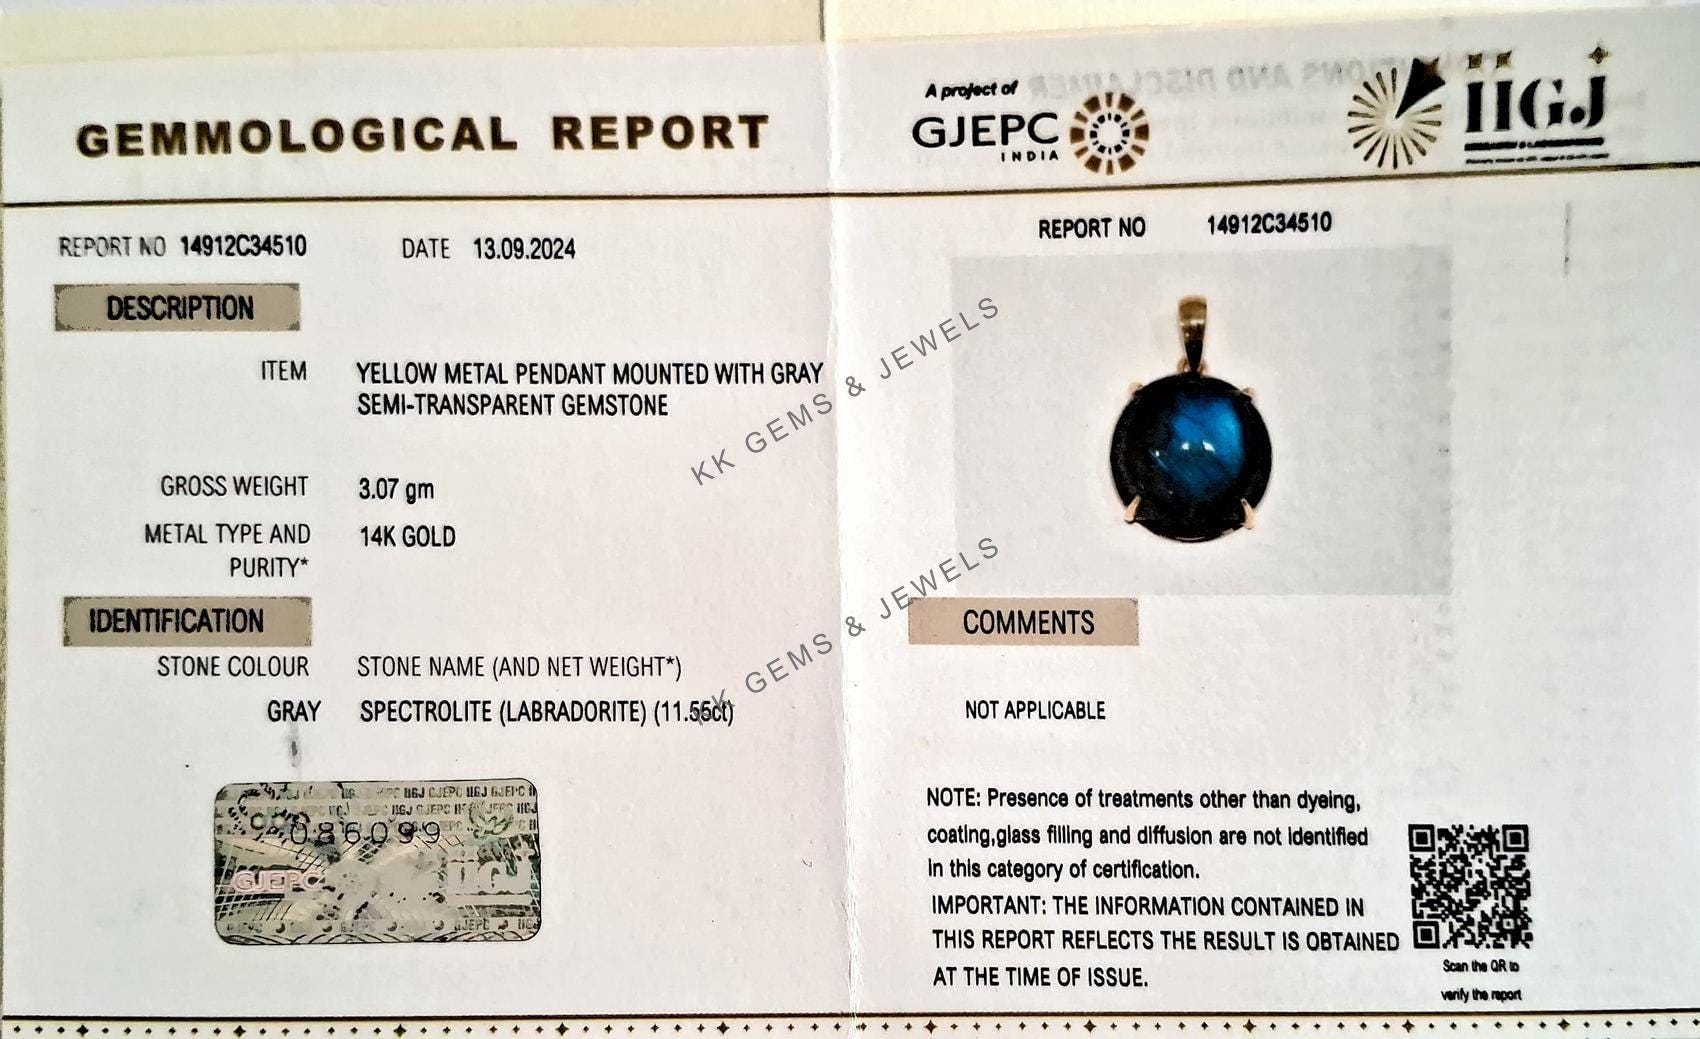 GEMMOLOGICAL REPORT
A project of
GJEPC
INDIA
IIGJ
REPORT NO 14912C34510 DATE 13.09.2024
DESCRIPTION
ITEM YELLOW METAL PENDANT MOUNTED WITH GRAY
SEMI-TRANSPARENT GEMSTONE
GROSS WEIGHT 3.07 gm
METAL TYPE AND 14K GOLD
PURITY*
IDENTIFICATION
STONE COLOUR STONE NAME (AND NET WEIGHT*)
GRAY SPECTROLITE (LABRADORITE) (11.55ct)
086099
GJEPC
REPORT NO 14912C34510
KK GEMS & JEWELS
KK GEMS & JEWELS
COMMENTS
NOT APPLICABLE
NOTE: Presence of treatments other than dyeing,
coating,glass filling and diffusion are not identified
in this category of certification.
IMPORTANT: THE INFORMATION CONTAINED IN
THIS REPORT REFLECTS THE RESULT IS OBTAINED
AT THE TIME OF ISSUE.
Scan the QR to
verify the report